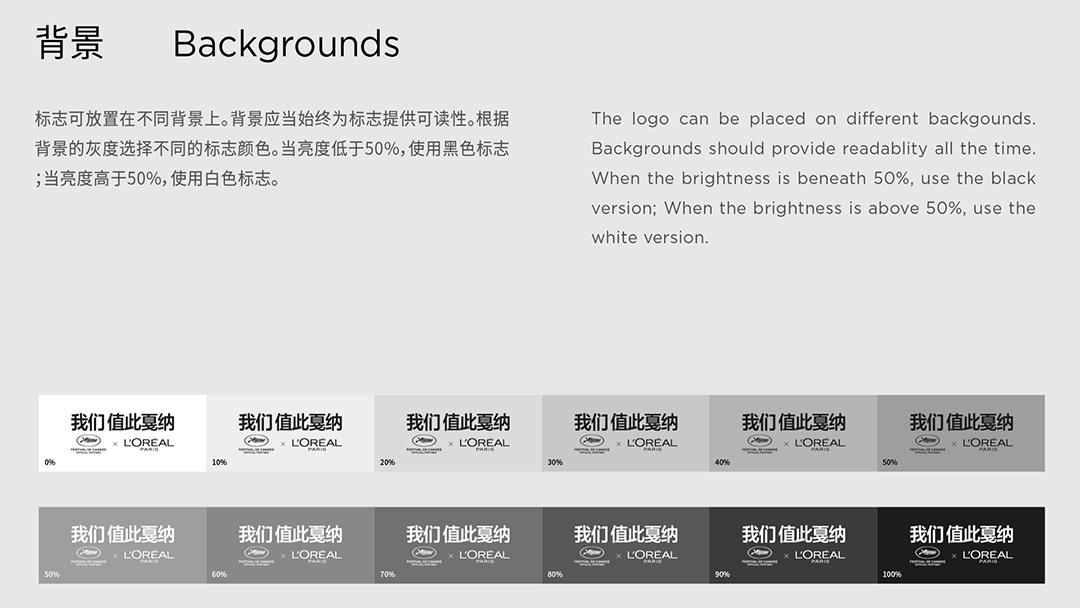 背景 Backgrounds
标志可放置在不同背景上。背景应当始终为标志提供可读性。根据
背景的灰度选择不同的标志颜色。当亮度低于50%，使用黑色标志
；当亮度高于50%，使用白色标志。
The logo can be placed on different backgounds.
Backgrounds should provide readablity all the time.
When the brightness is beneath 50%, use the black
version; When the brightness is above 50%, use the
white version.
我们值此戛纳 我们值此戛纳 我们值此戛纳 我们值此戛纳 我们值此戛纳 我们值此戛纳
× L'ORÉAL × L'ORÉAL × L'ORÉAL × L'ORÉAL × L'ORÉAL × L'ORÉAL
FESTIVAL DE CANNES PARIS FESTIVAL DE CANNES PARIS FESTIVAL DE CANNES PARIS FESTIVAL DE CANNES PARIS FESTIVAL DE CANNES PARIS FESTIVAL DE CANNES PARIS
OFFICIAL PARTNER OFFICIAL PARTNER OFFICIAL PARTNER OFFICIAL PARTNER OFFICIAL PARTNER OFFICIAL PARTNER
0% 10% 20% 30% 40% 50%
我们值此戛纳 我们值此戛纳 我们值此戛纳 我们值此戛纳 我们值此戛纳 我们值此戛纳
× L'ORÉAL × L'ORÉAL × L'ORÉAL × L'ORÉAL × L'ORÉAL × L'ORÉAL
FESTIVAL DE CANNES PARIS FESTIVAL DE CANNES PARIS FESTIVAL DE CANNES PARIS FESTIVAL DE CANNES PARIS FESTIVAL DE CANNES PARIS FESTIVAL DE CANNES PARIS
OFFICIAL PARTNER OFFICIAL PARTNER OFFICIAL PARTNER OFFICIAL PARTNER OFFICIAL PARTNER OFFICIAL PARTNER
50% 60% 70% 80% 90% 100%